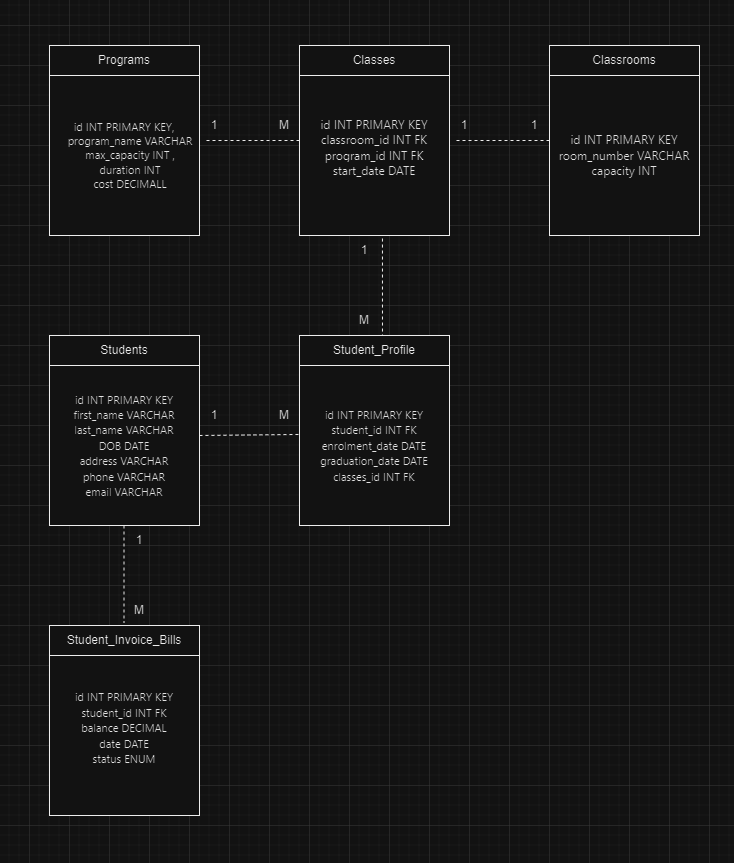 Programs
id INT PRIMARY KEY,
program_name VARCHAR
max_capacity INT ,
duration INT
cost DECIMALL
1
M
Classes
id INT PRIMARY KEY
classroom_id INT FK
program_id INT FK
start_date DATE
1
1
Classrooms
id INT PRIMARY KEY
room_number VARCHAR
capacity INT
1
M
Students
id INT PRIMARY KEY
first_name VARCHAR
last_name VARCHAR
DOB DATE
address VARCHAR
phone VARCHAR
email VARCHAR
1
M
Student_Profile
id INT PRIMARY KEY
student_id INT FK
enrolment_date DATE
graduation_date DATE
classes_id INT FK
1
M
Student_Invoice_Bills
id INT PRIMARY KEY
student_id INT FK
balance DECIMAL
date DATE
status ENUM